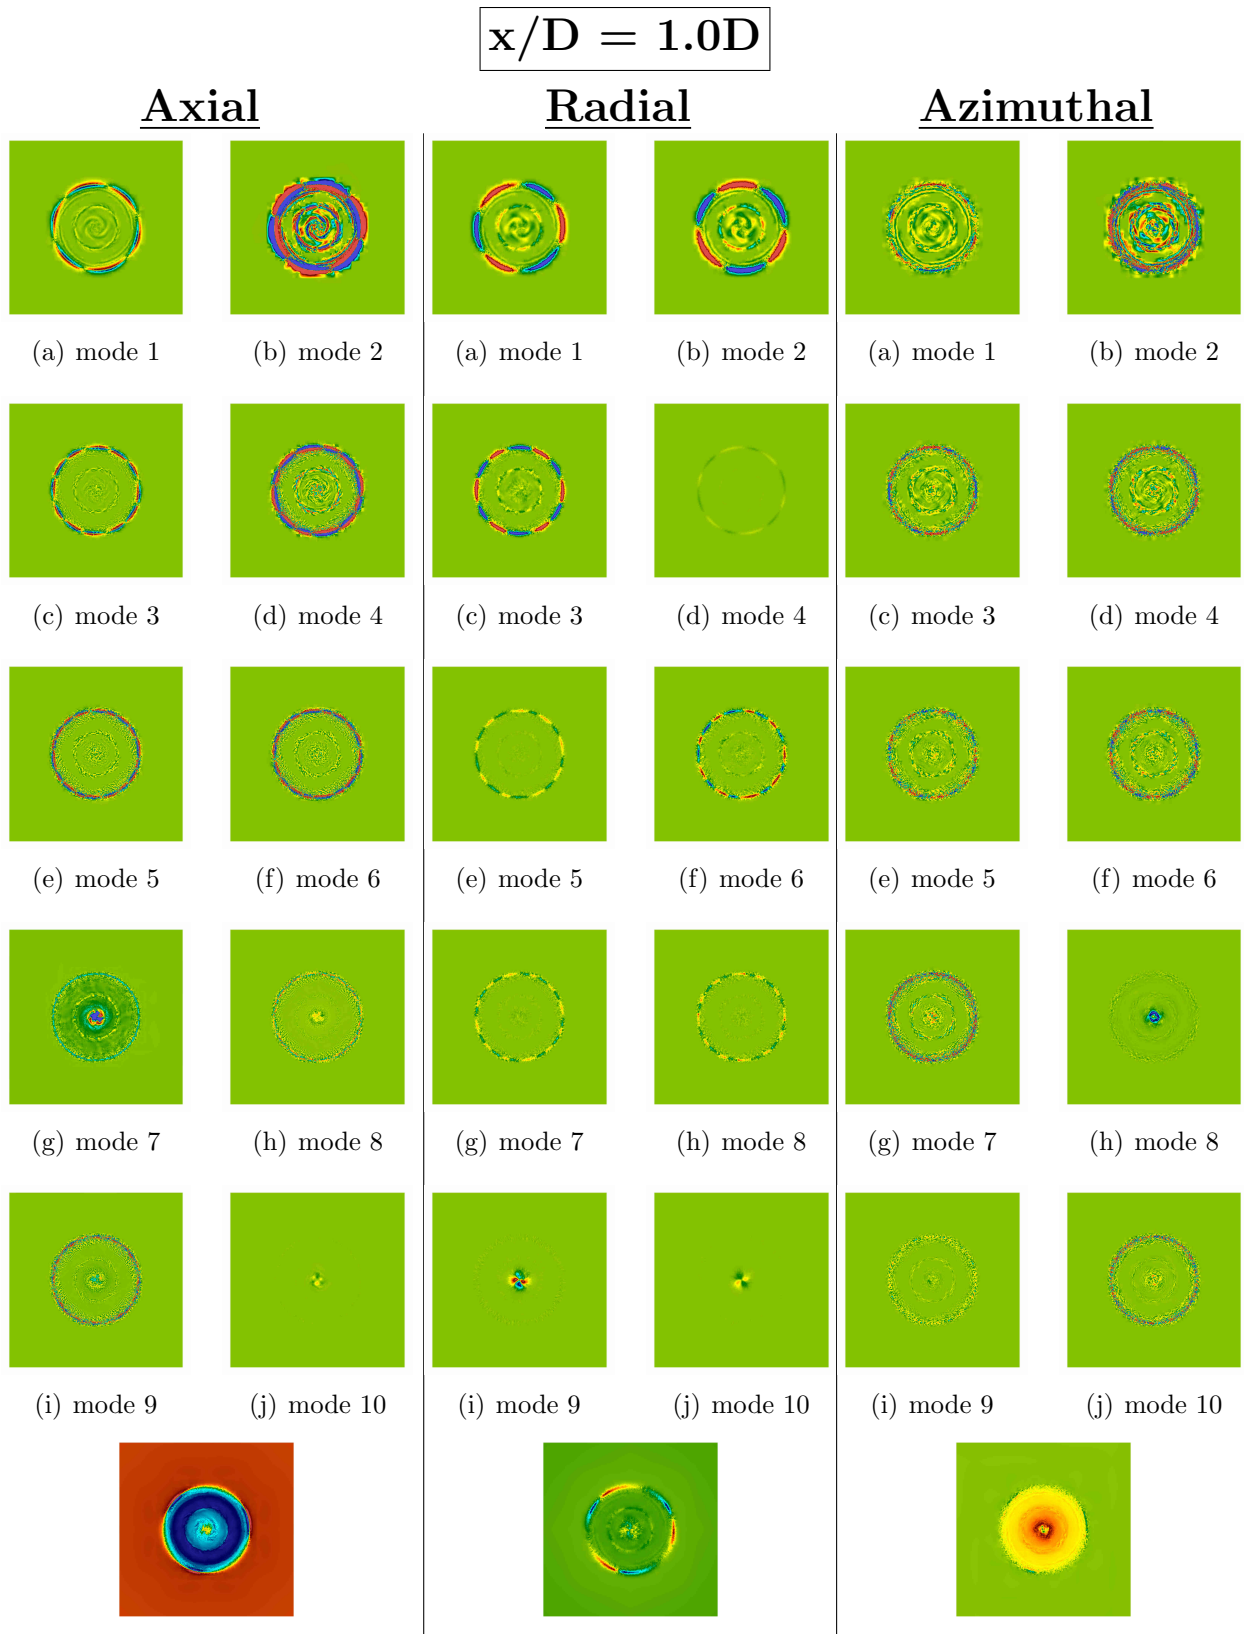 x/D = 1.0D
Axial Radial Azimuthal
(a) mode 1 (b) mode 2 (a) mode 1 (b) mode 2 (a) mode 1 (b) mode 2
(c) mode 3 (d) mode 4 (c) mode 3 (d) mode 4 (c) mode 3 (d) mode 4
(e) mode 5 (f) mode 6 (e) mode 5 (f) mode 6 (e) mode 5 (f) mode 6
(g) mode 7 (h) mode 8 (g) mode 7 (h) mode 8 (g) mode 7 (h) mode 8
(i) mode 9 (j) mode 10 (i) mode 9 (j) mode 10 (i) mode 9 (j) mode 10